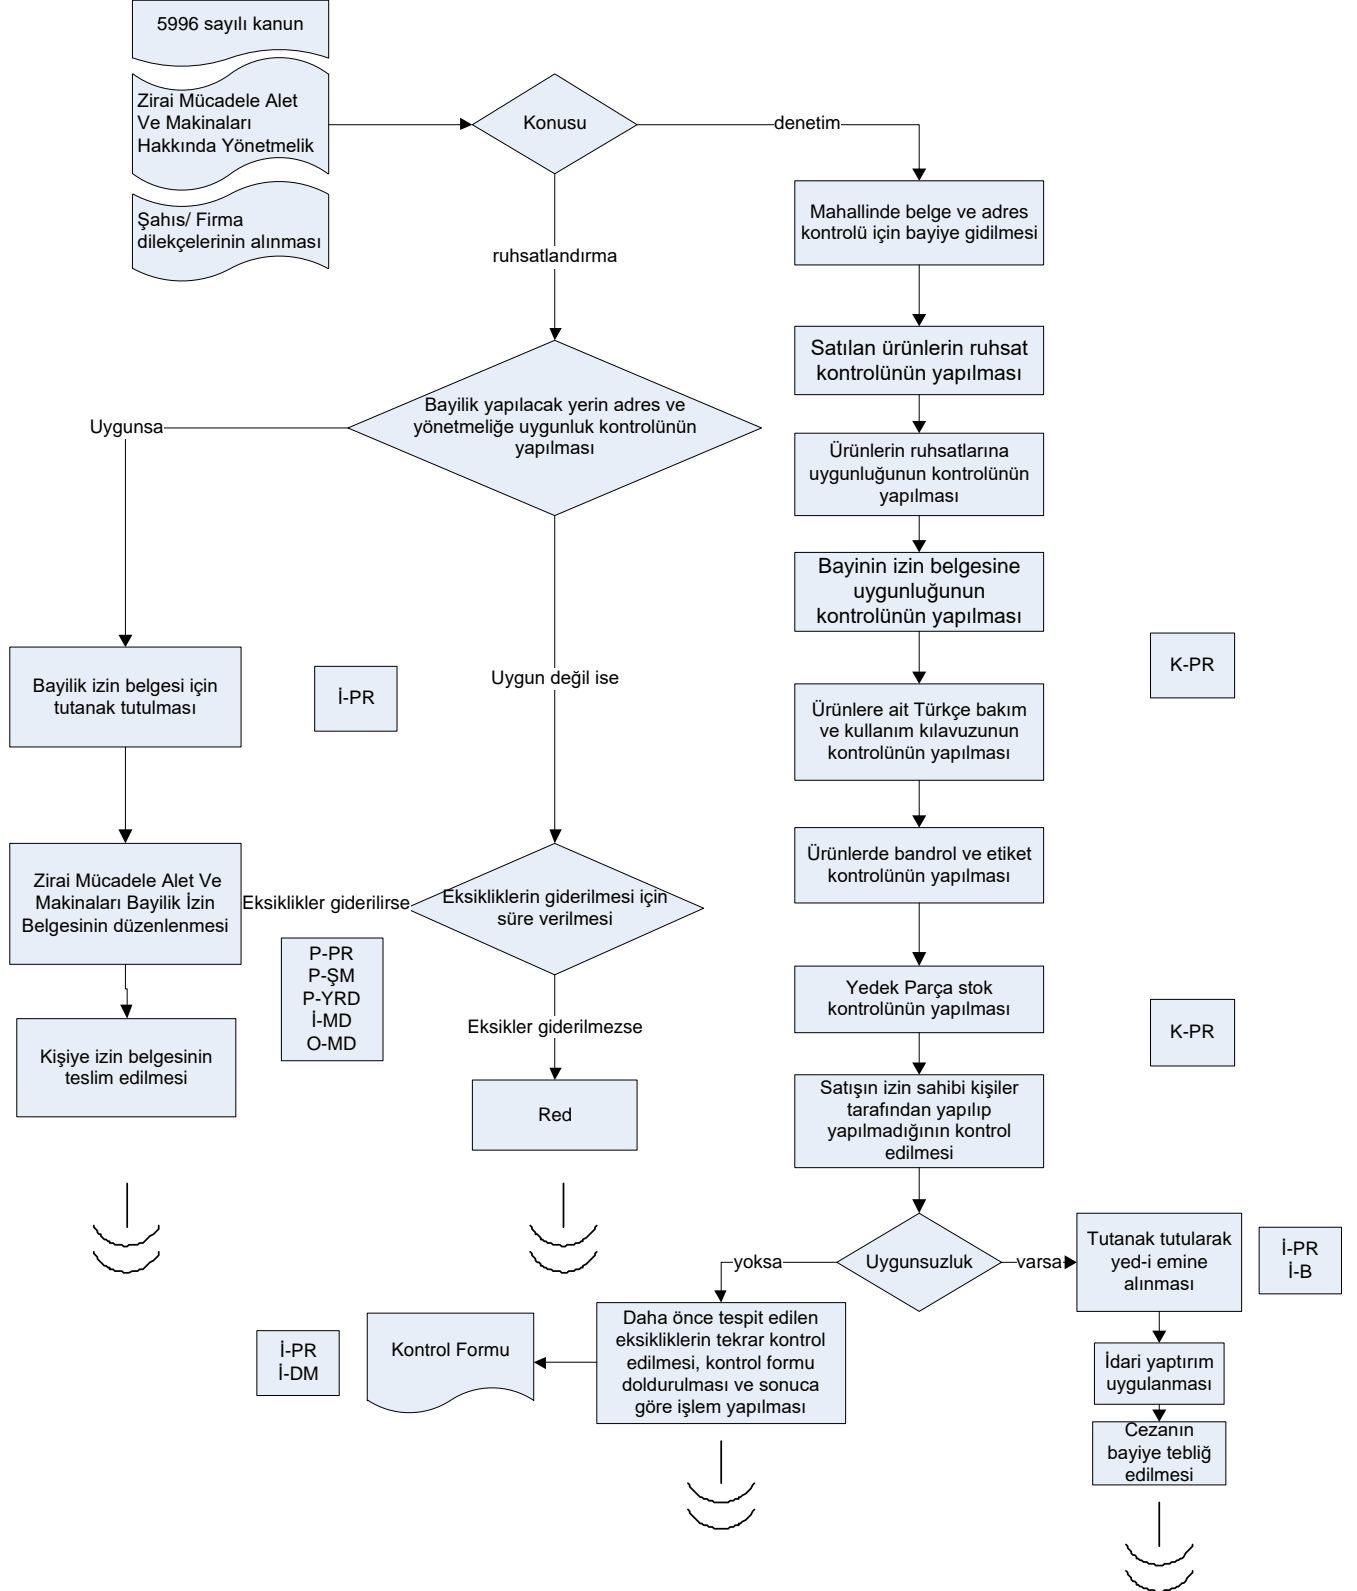 5996 sayılı kanun
Zirai Mücadele Alet
Ve Makinaları
Hakkında Yönetmelik
Şahıs/ Firma
dilekçelerinin alınması
Konusu
denetim
ruhsatlandırma
Mahallinde belge ve adres
kontrolü için bayiye gidilmesi
Satılan ürünlerin ruhsat
kontrolünün yapılması
Bayilik yapılacak yerin adres ve
yönetmeliğe uygunluk kontrolünün
yapılması
Uygunsa
Ürünlerin ruhsatlarına
uygunluğunun kontrolünün
yapılması
Bayinin izin belgesine
uygunluğunun
kontrolünün yapılması
Bayilik izin belgesi için
tutanak tutulması
İ-PR
Uygun değil ise
K-PR
Ürünlere ait Türkçe bakım
ve kullanım kılavuzunun
kontrolünün yapılması
Ürünlerde bandrol ve etiket
kontrolünün yapılması
Zirai Mücadele Alet Ve
Makinaları Bayilik İzin
Belgesinin düzenlenmesi
Eksiklikler giderilirse
Eksikliklerin giderilmesi için
süre verilmesi
P-PR
P-ŞM
P-YRD
İ-MD
O-MD
Yedek Parça stok
kontrolünün yapılması
K-PR
Eksikler giderilmezse
Kişiye izin belgesinin
teslim edilmesi
Red
Satışın izin sahibi kişiler
tarafından yapılıp
yapılmadığının kontrol
edilmesi
Uygunsuzluk
yoksa
varsa
Tutanak tutularak
yed-i emine
alınması
İ-PR
İ-B
Daha önce tespit edilen
eksikliklerin tekrar kontrol
edilmesi, kontrol formu
doldurulması ve sonuca
göre işlem yapılması
Kontrol Formu
İ-PR
İ-DM
İdari yaptırım
uygulanması
Cezanın
bayiye tebliğ
edilmesi